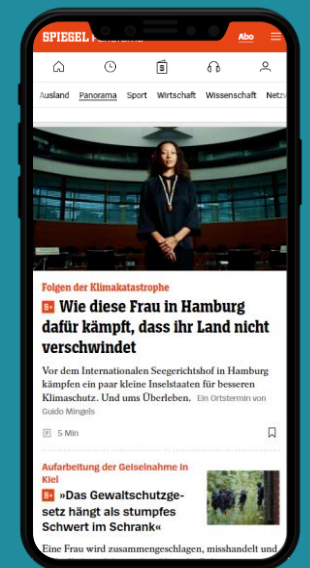 SPIEGEL
Abo
Ausland Panorama Sport Wirtschaft Wissenschaft Netz
Folgen der Klimakatastrophe
S+ Wie diese Frau in Hamburg
dafür kämpft, dass ihr Land nicht
verschwindet
Vor dem Internationalen Seegerichtshof in Hamburg
kämpfen ein paar kleine Inselstaaten für besseren
Klimaschutz. Und ums Überleben. Ein Ortstermin von
Guido Mingels
5 Min
Aufarbeitung der Geiselnahme in
Kiel
S+ »Das Gewaltschutzge-
setz hängt als stumpfes
Schwert im Schrank«
Eine Frau wird zusammengeschlagen, misshandelt und